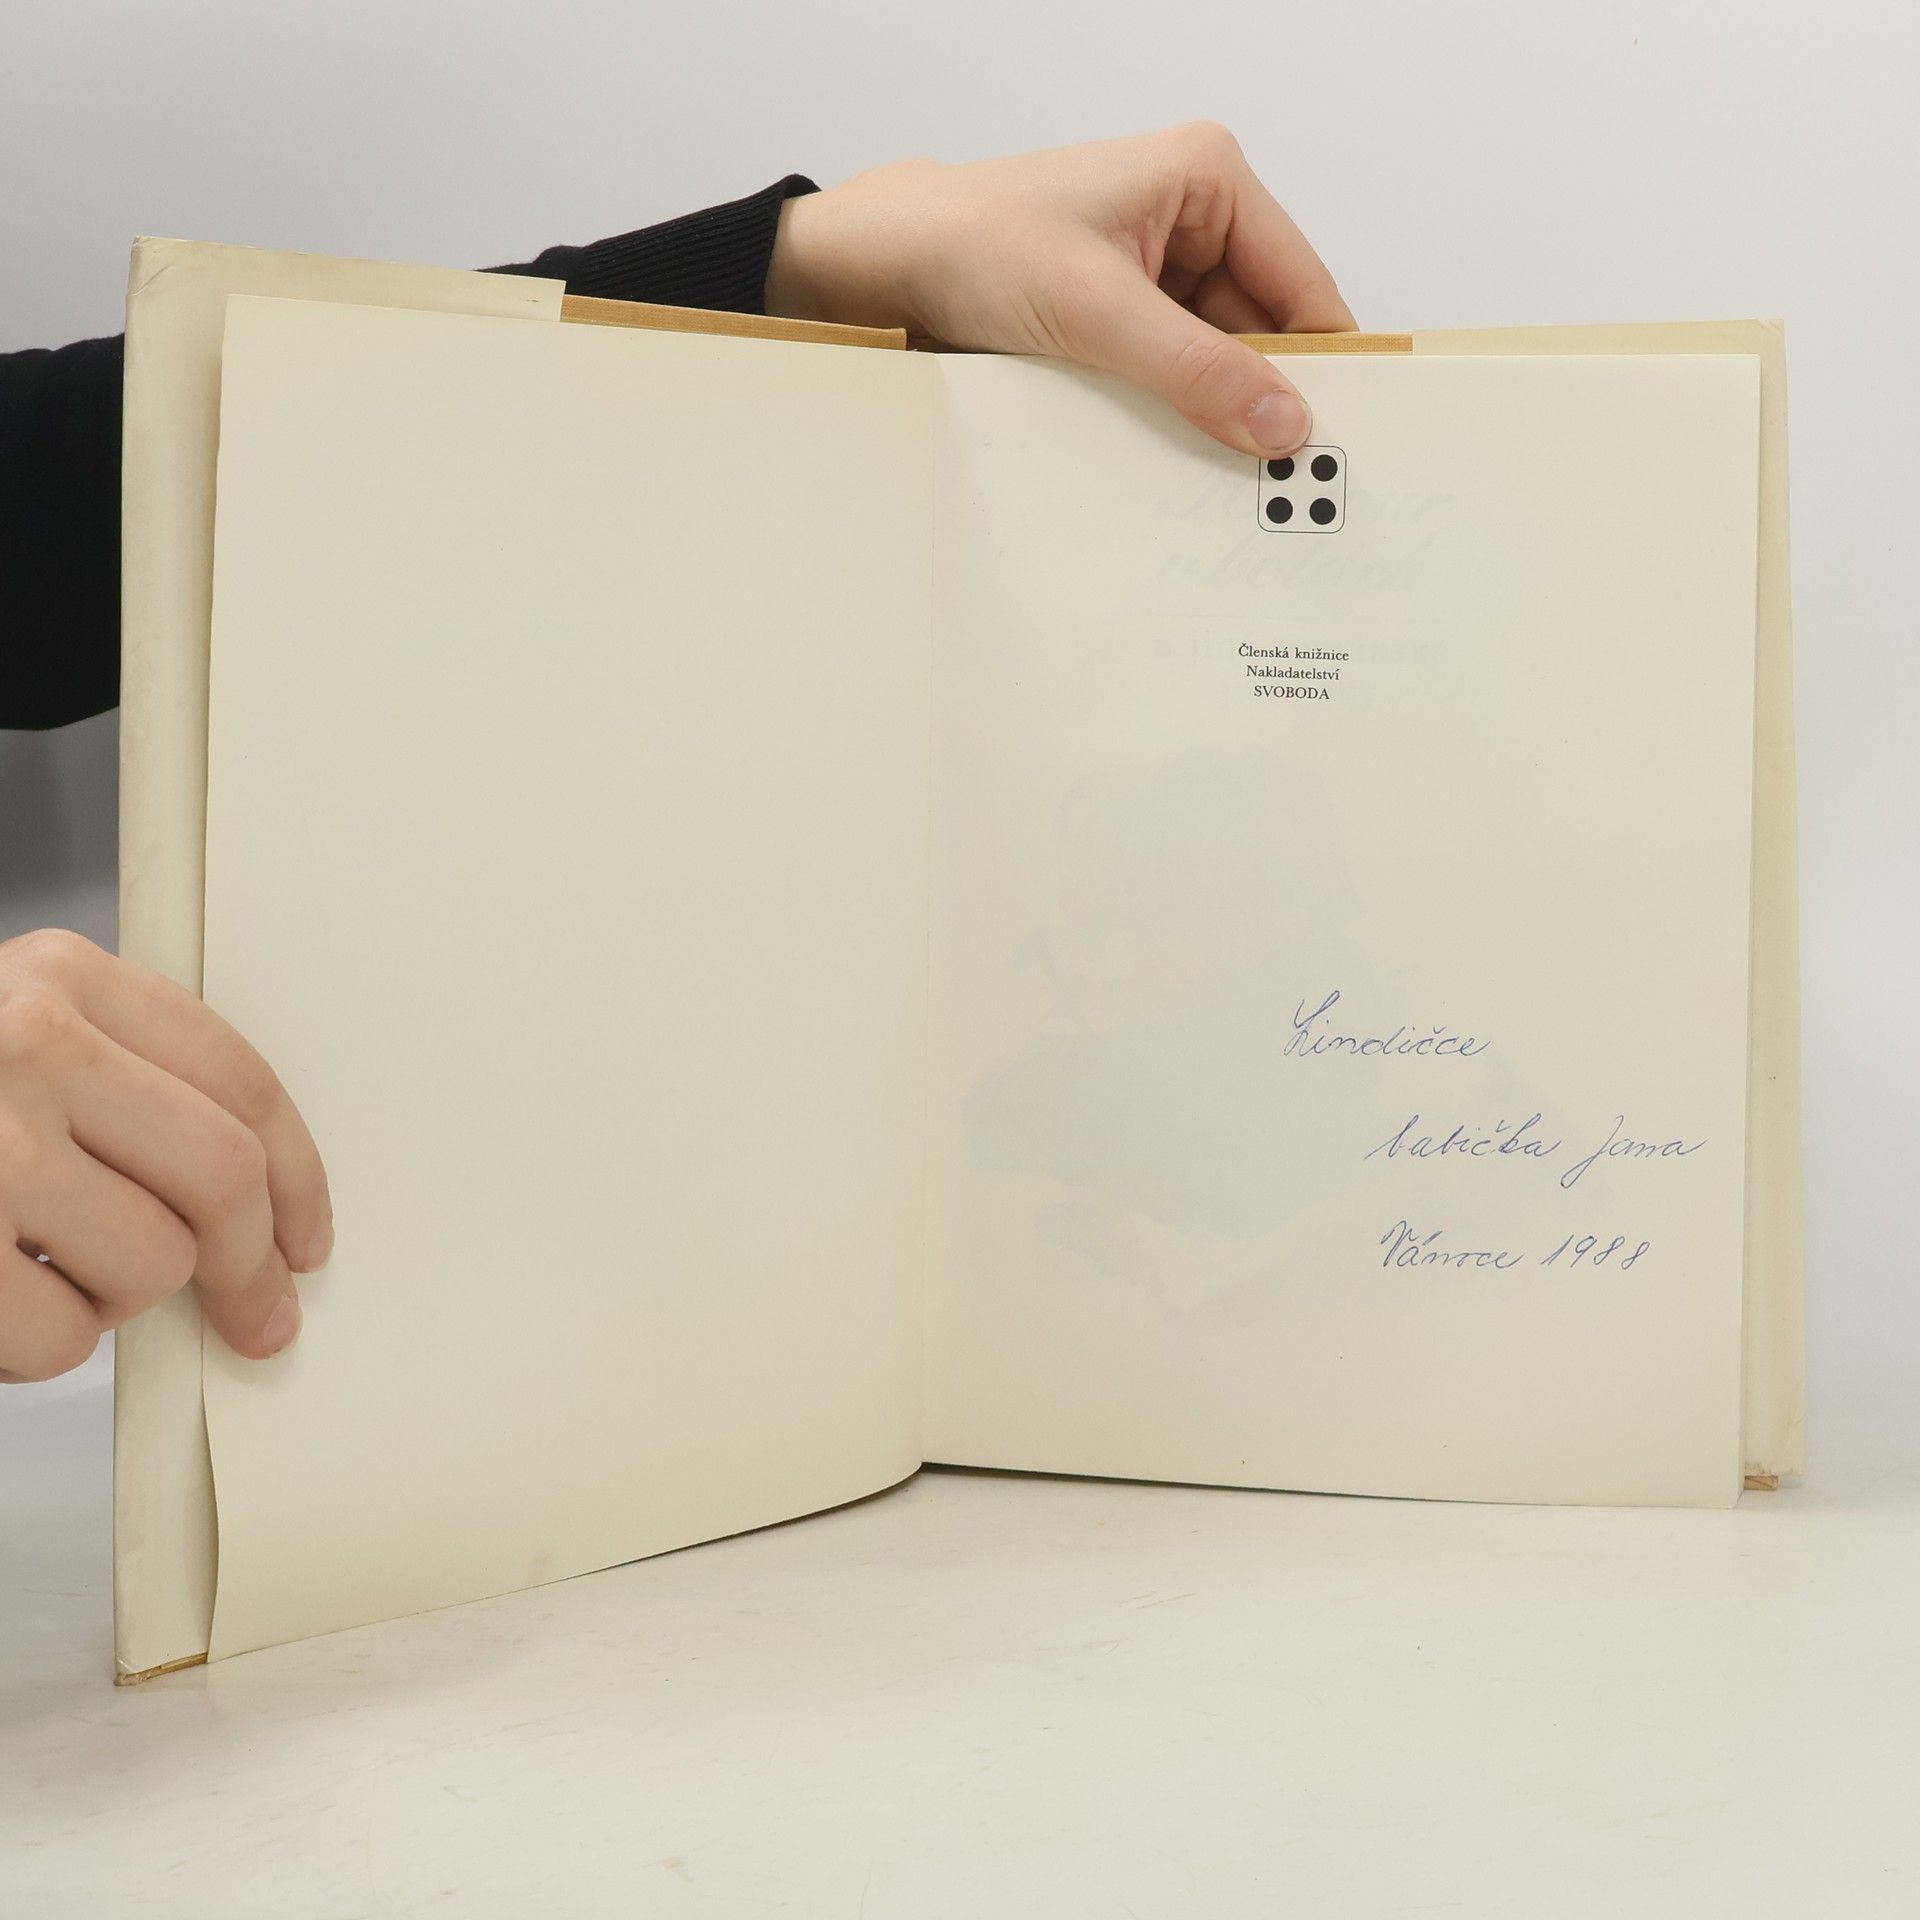 Členská knižnice
Nakladatelství
SVOBODA
Lindičce
babička Jana
Vánoce 1988